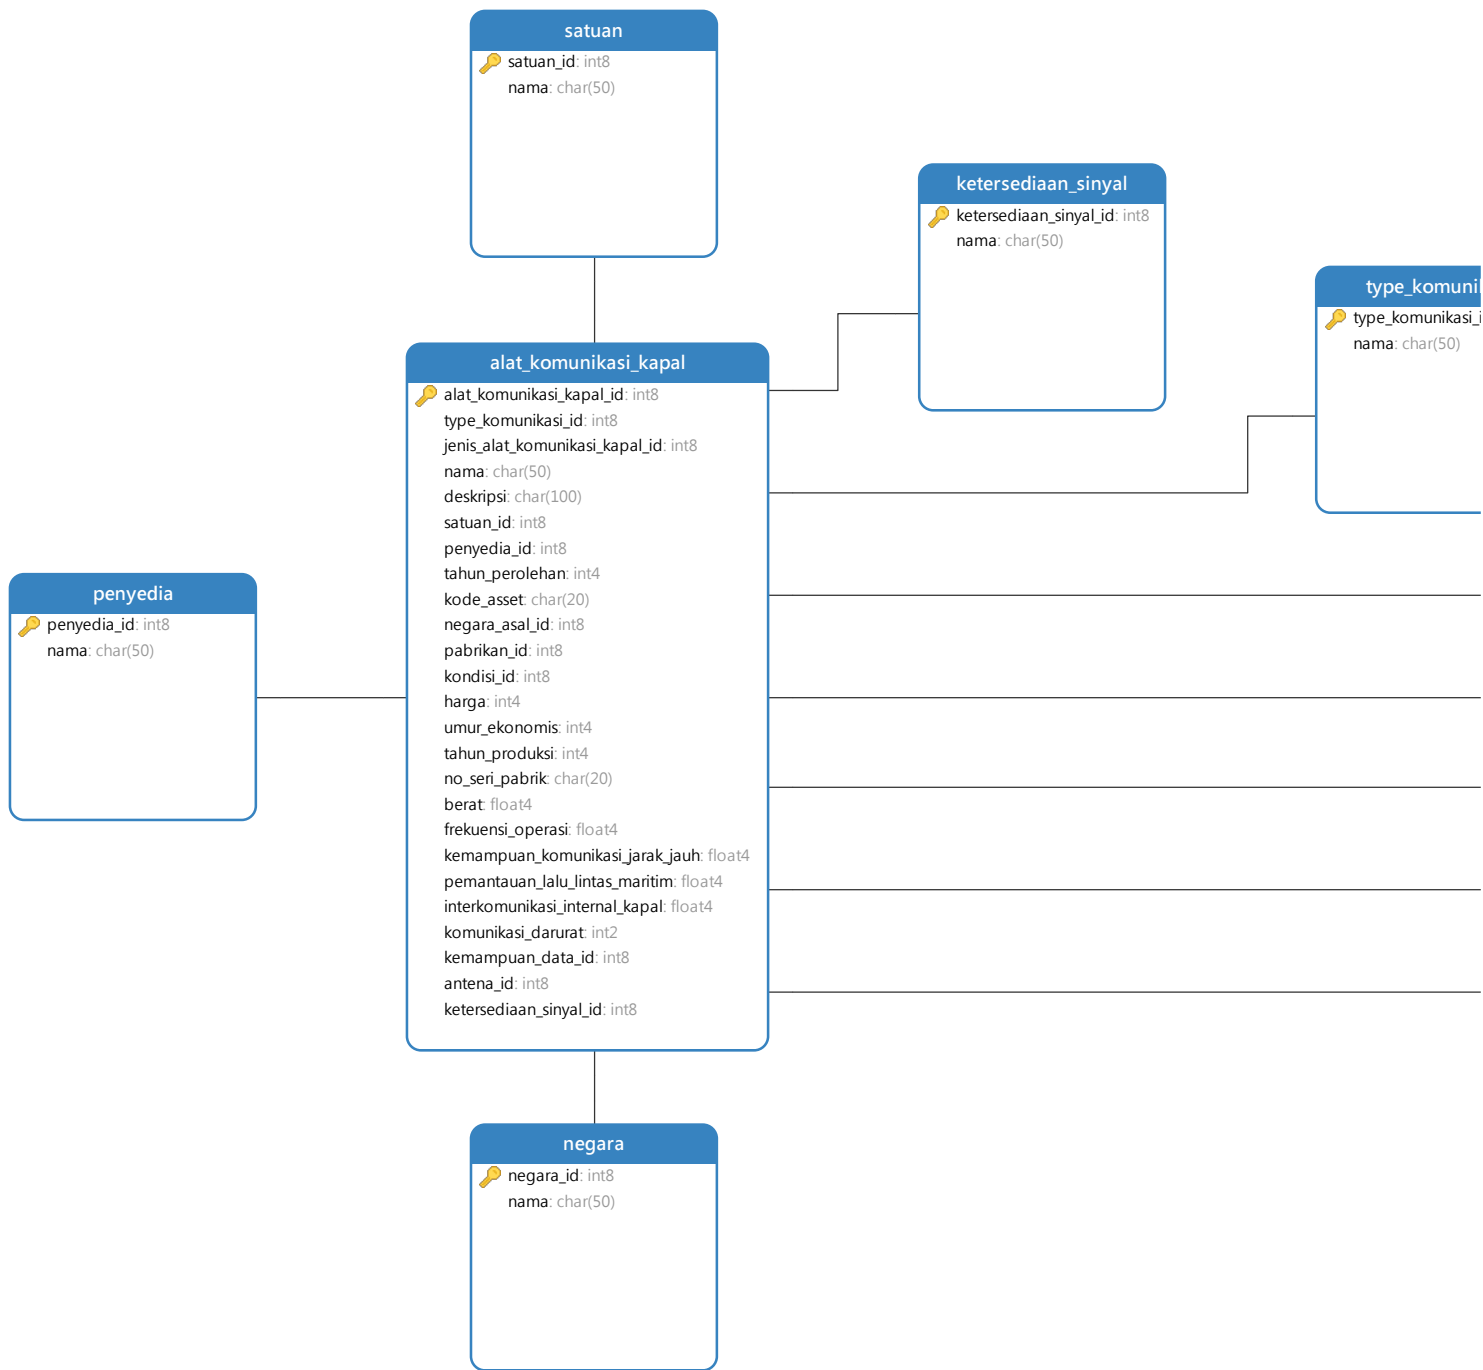 satuan
satuan_id: int8
nama: char(50)
ketersediaan_sinyal
ketersediaan_sinyal_id: int8
nama: char(50)
type_komuni
type_komunikasi_i
nama: char(50)
alat_komunikasi_kapal
alat_komunikasi_kapal_id: int8
type_komunikasi_id: int8
jenis_alat_komunikasi_kapal_id: int8
nama: char(50)
deskripsi: char(100)
satuan_id: int8
penyedia_id: int8
tahun_perolehan: int4
kode_asset: char(20)
negara_asal_id: int8
pabrikan_id: int8
kondisi_id: int8
harga: int4
umur_ekonomis: int4
tahun_produksi: int4
no_seri_pabrik: char(20)
berat: float4
frekuensi_operasi: float4
kemampuan_komunikasi_jarak_jauh: float4
pemantauan_lalu_lintas_maritim: float4
interkomunikasi_internal_kapal: float4
komunikasi_darurat: int2
kemampuan_data_id: int8
antena_id: int8
ketersediaan_sinyal_id: int8
penyedia
penyedia_id: int8
nama: char(50)
negara
negara_id: int8
nama: char(50)